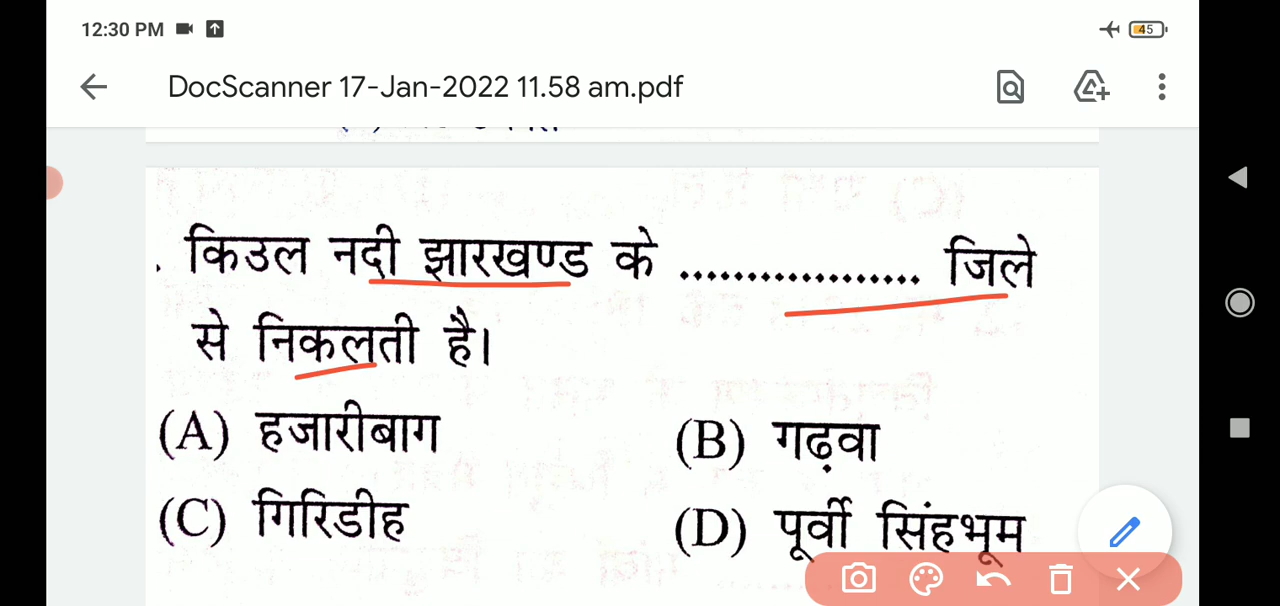 12:30 PM
45
DocScanner 17-Jan-2022 11.58 am.pdf
. किउल नदी झारखण्ड के .................. जिले
से निकलती है।
(A) हजारीबाग (B) गढ़वा
(C) गिरिडीह (D) पूर्वी सिंहभूम